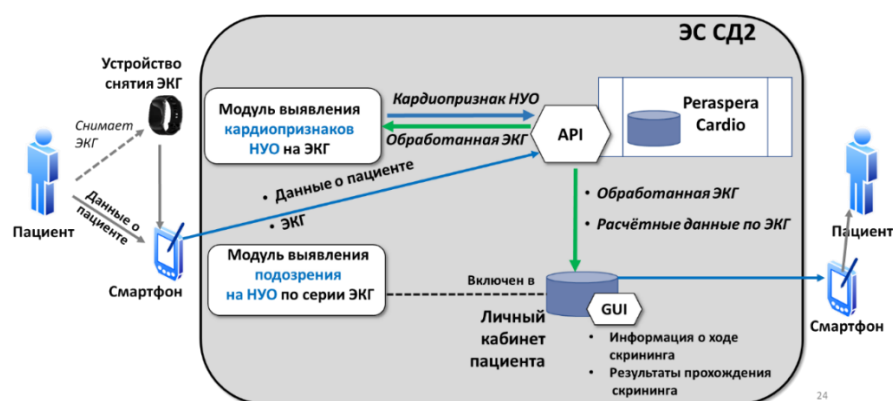 ЭС СД2
Устройство
снятия ЭКГ
Снимает
ЭКГ
Пациент
Данные о
пациенте
Смартфон
Модуль выявления
кардиопризнаков
НУО на ЭКГ
Кардиопризнак НУО
Обработанная ЭКГ
API
Peraspera
Cardio
• Данные о пациенте
• ЭКГ
• Обработанная ЭКГ
• Расчётные данные по ЭКГ
Модуль выявления
подозрения
на НУО по серии ЭКГ
Включен в
GUI
Личный
кабинет
пациента
• Информация о ходе
скрининга
• Результаты прохождения
скрининга
Пациент
Смартфон
24